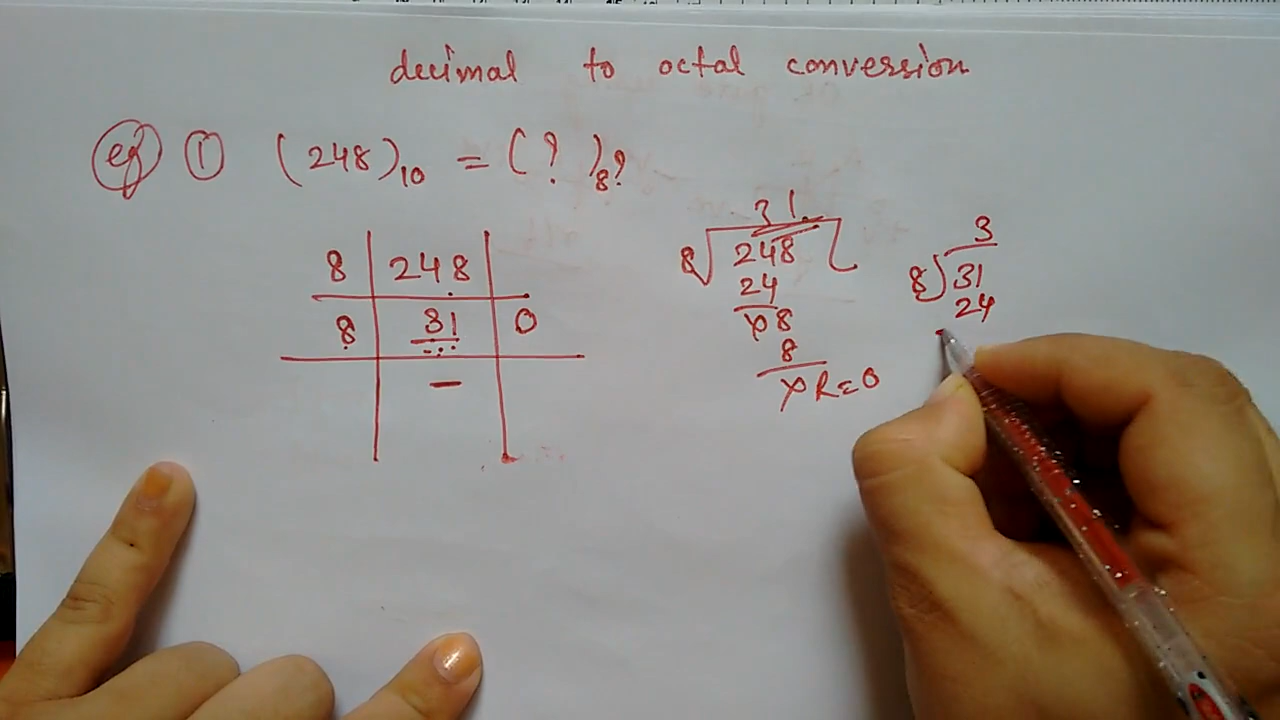 decimal to octal conversion
eg 1 (248)10 = (?)8?
8 248
8 31 0
31
8 248
24
08
8
0 R=0
3
8 31
24